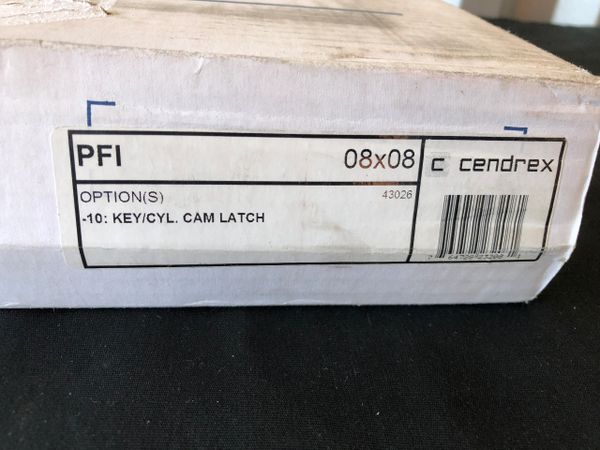 PFI 08x08
OPTION(S) 43026
-10: KEY/CYL. CAM LATCH
c cendrex